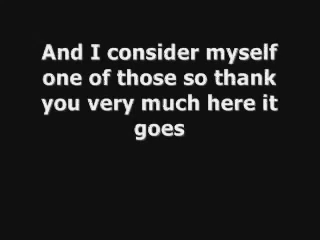 And I consider myself
one of those so thank
you very much here it
goes